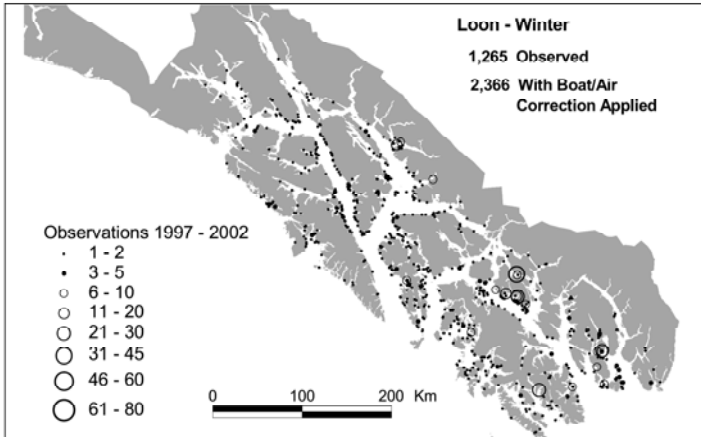 Loon - Winter
1,265 Observed
2,366 With Boat/Air
Correction Applied
Observations 1997 - 2002
1 - 2
3 - 5
6 - 10
11 - 20
21 - 30
31 - 45
46 - 60
61 - 80
0 100 200 Km